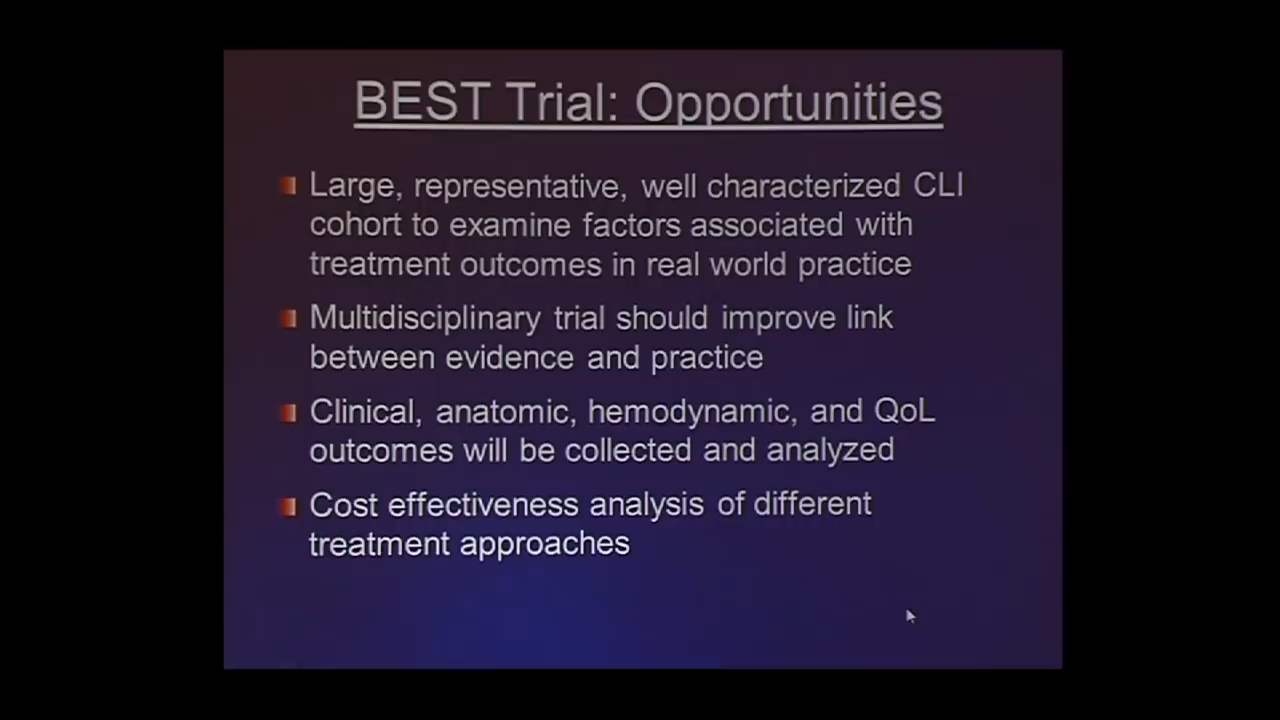 BEST Trial: Opportunities
Large, representative, well characterized CLI
cohort to examine factors associated with
treatment outcomes in real world practice
Multidisciplinary trial should improve link
between evidence and practice
Clinical, anatomic, hemodynamic, and QoL
outcomes will be collected and analyzed
Cost effectiveness analysis of different
treatment approaches